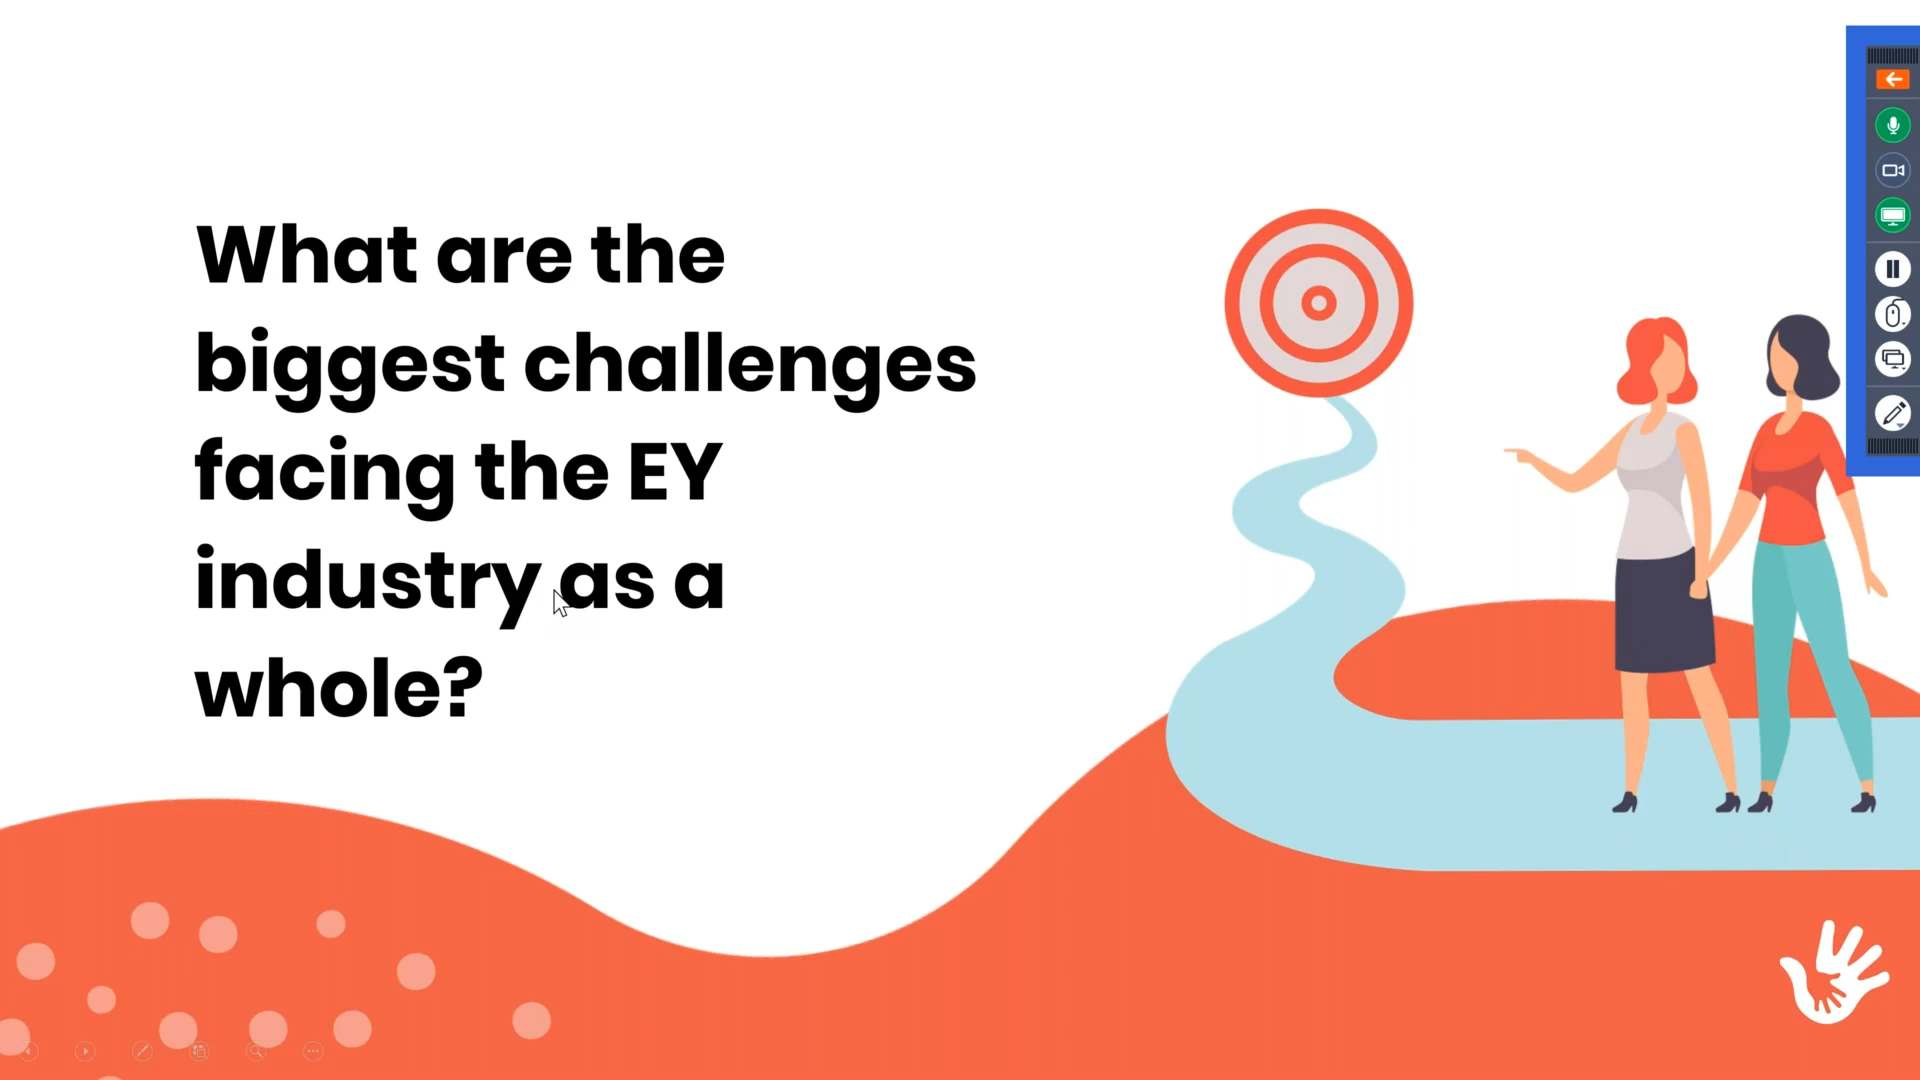 What are the
biggest challenges
facing the EY
industry as a
whole?